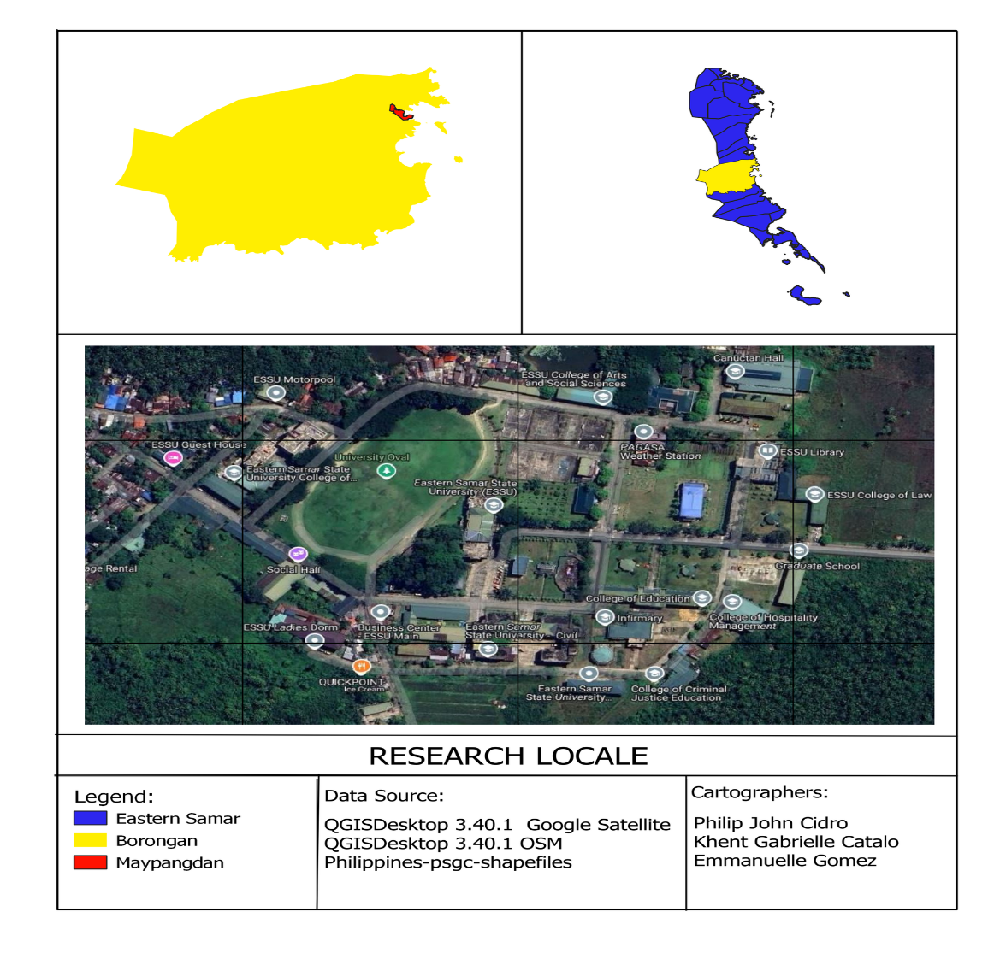 Canuctan Hall
ESSU College of Arts
and Social Sciences
ESSU Motorpool
ESSU Guest House
University Oval
PAGASA
Weather Station
ESSU Library
Eastern Samar State
University College of...
Eastern Samar State
University (ESSU)
ESSU College of Law
age Rental
Social Hall
Graduate School
College of Education
Infirmary
College of Hospitality
Management
ESSU Ladies Dorm
Business Center
- ESSU Main
Eastern Samar
State University - Civil...
QUICKPOINT
Ice Cream
Eastern Samar
State University...
College of Criminal
Justice Education
RESEARCH LOCALE
Legend:
Eastern Samar
Borongan
Maypangdan
Data Source:
QGISDesktop 3.40.1 Google Satellite
QGISDesktop 3.40.1 OSM
Philippines-psgc-shapefiles
Cartographers:
Philip John Cidro
Khent Gabrielle Catalo
Emmanuelle Gomez